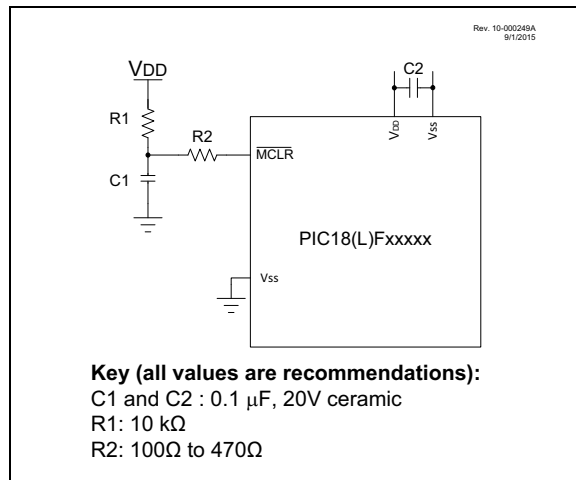 Rev. 10-000249A
9/1/2015
VDD
C2
R1
R2
VDD
Vss
MCLR
C1
PIC18(L)Fxxxxx
Vss
Key (all values are recommendations):
C1 and C2 : 0.1 μF, 20V ceramic
R1: 10 kΩ
R2: 100Ω to 470Ω